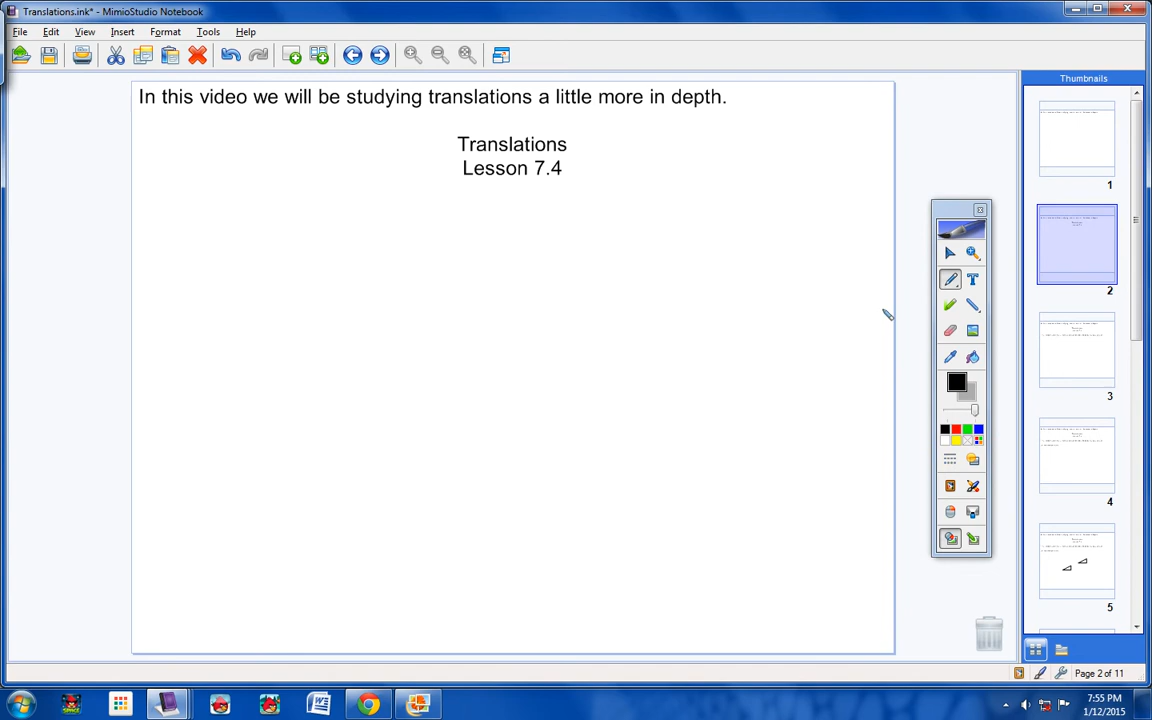 Translations.ink* - MimioStudio Notebook
File Edit View Insert Format Tools Help
Thumbnails
In this video we will be studying translations a little more in depth.
Translations
Lesson 7.4
1
2
3
4
5
Page 2 of 11
7:55 PM
1/12/2015